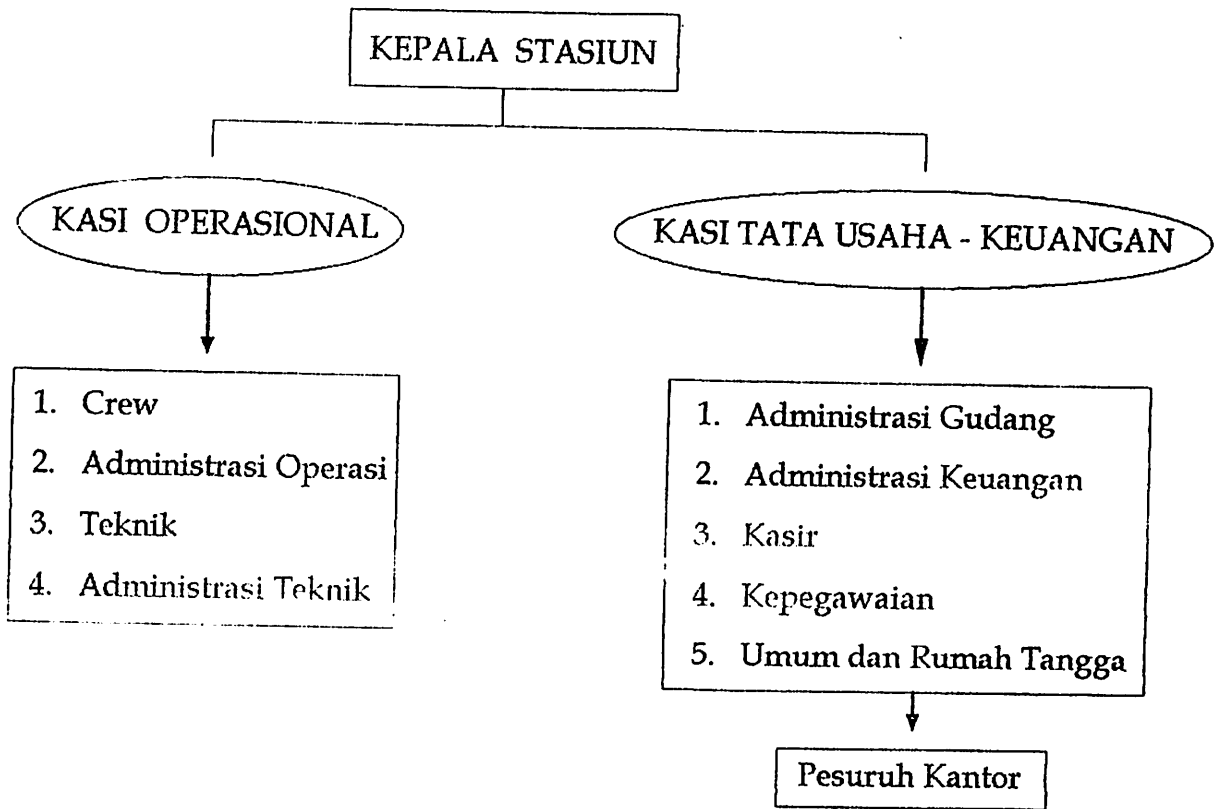 KEPALA STASIUN
KASI OPERASIONAL
1. Crew
2. Administrasi Operasi
3. Teknik
4. Administrasi Teknik
KASI TATA USAHA - KEUANGAN
1. Administrasi Gudang
2. Administrasi Keuangan
3. Kasir
4. Kepegawaian
5. Umum dan Rumah Tangga
Pesuruh Kantor